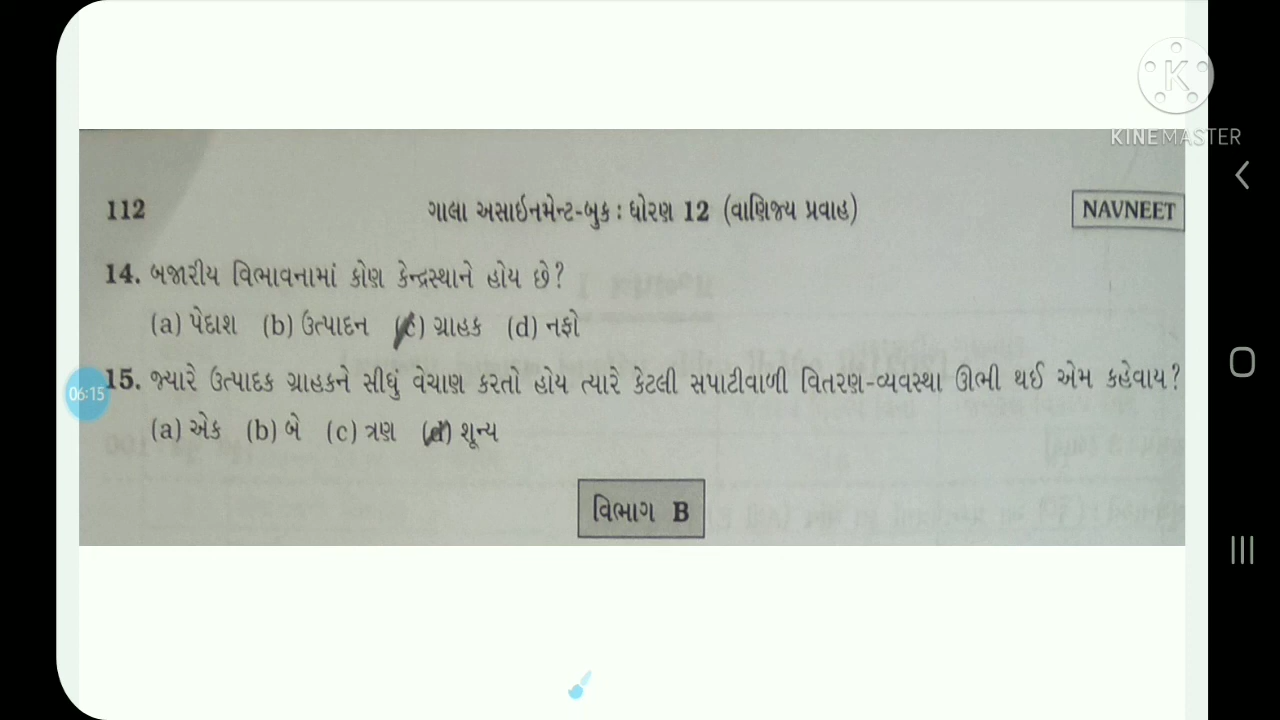 KINEMASTER
112 ગાલા અસાઇનમેન્ટ-બુક : ધોરણ 12 (વાણિજ્ય પ્રવાહ) NAVNEET
14. બજારીય વિભાવનામાં કોણ કેન્દ્રસ્થાને હોય છે?
(a) પેદાશ (b) ઉત્પાદન (c) ગ્રાહક (d) નફો
15. જ્યારે ઉત્પાદક ગ્રાહકને સીધું વેચાણ કરતો હોય ત્યારે કેટલી સપાટીવાળી વિતરણ-વ્યવસ્થા ઊભી થઈ એમ કહેવાય?
06:15
(a) એક (b) બે (c) ત્રણ (d) શૂન્ય
વિભાગ B